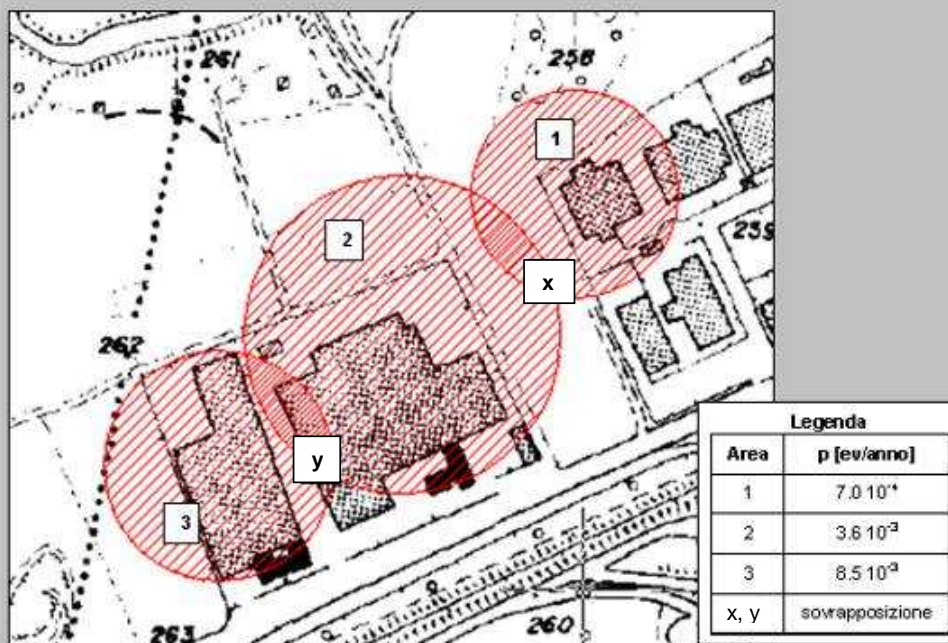 261
258
1
2
239
x
262
y
3
263
260
Legenda
Area p [ev/anno]
1 7.0 10⁻⁴
2 3.6 10⁻³
3 8.5 10⁻³
x, y sovrapposizione